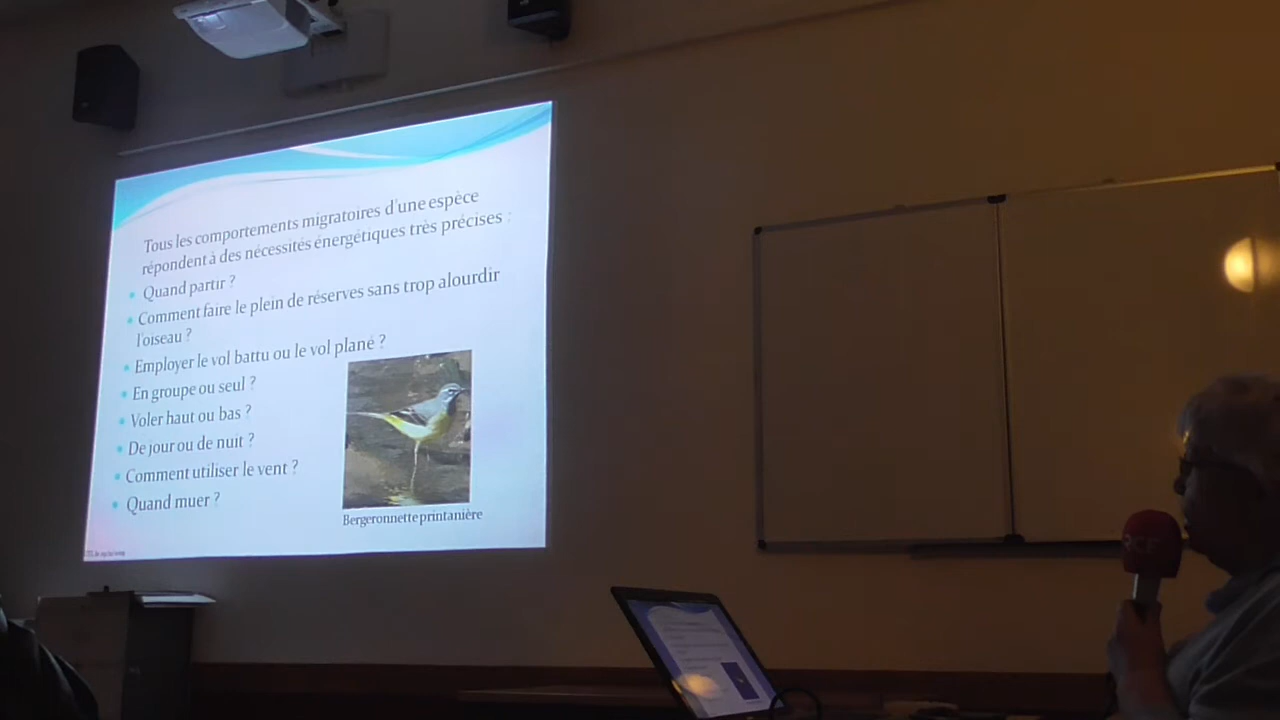 Tous les comportements migratoires d'une espèce
répondent à des nécessités énergétiques très précises :
Quand partir ?
Comment faire le plein de réserves sans trop alourdir
l'oiseau ?
Employer le vol battu ou le vol plané ?
En groupe ou seul ?
Voler haut ou bas ?
De jour ou de nuit ?
Comment utiliser le vent ?
Quand muer ?
Bergeronnette printanière